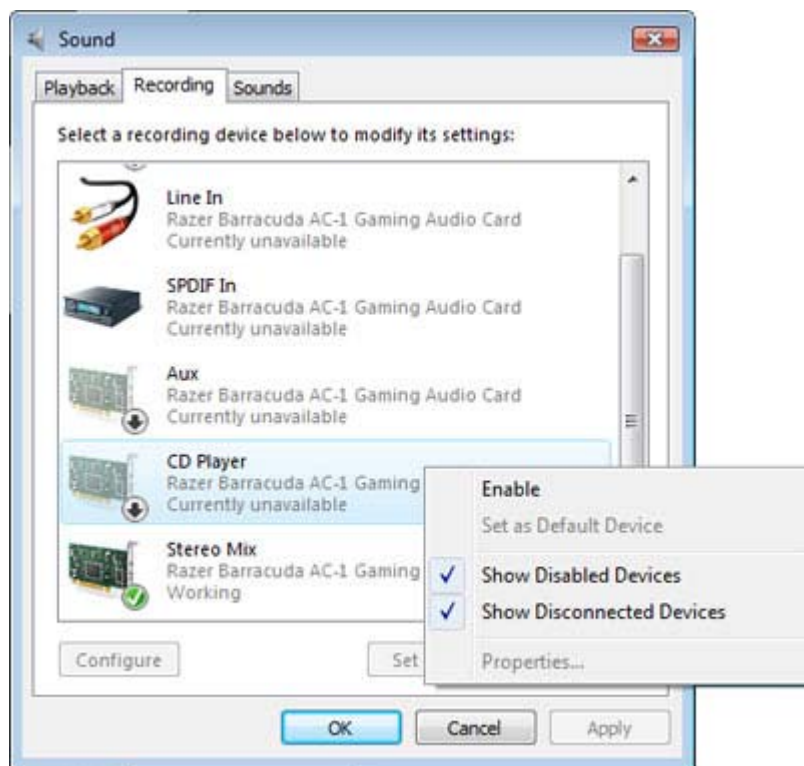 Sound
Playback Recording Sounds
Select a recording device below to modify its settings:
Line In
Razer Barracuda AC-1 Gaming Audio Card
Currently unavailable
SPDIF In
Razer Barracuda AC-1 Gaming Audio Card
Currently unavailable
Aux
Razer Barracuda AC-1 Gaming Audio Card
Currently unavailable
CD Player
Razer Barracuda AC-1 Gaming
Currently unavailable
Stereo Mix
Razer Barracuda AC-1 Gaming
Working
Enable
Set as Default Device
Show Disabled Devices
Show Disconnected Devices
Properties...
Configure Set
OK Cancel Apply